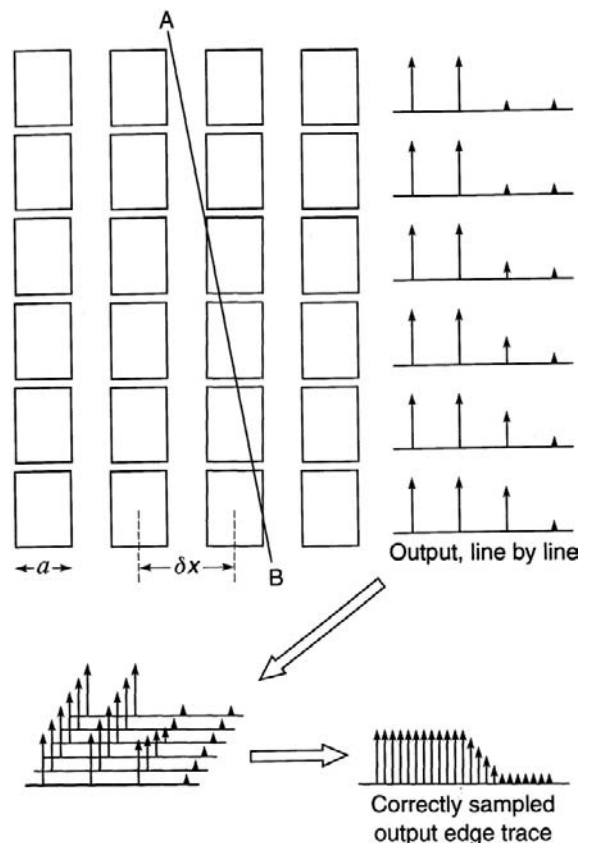 A
B
a
δx
Output, line by line
Correctly sampled
output edge trace